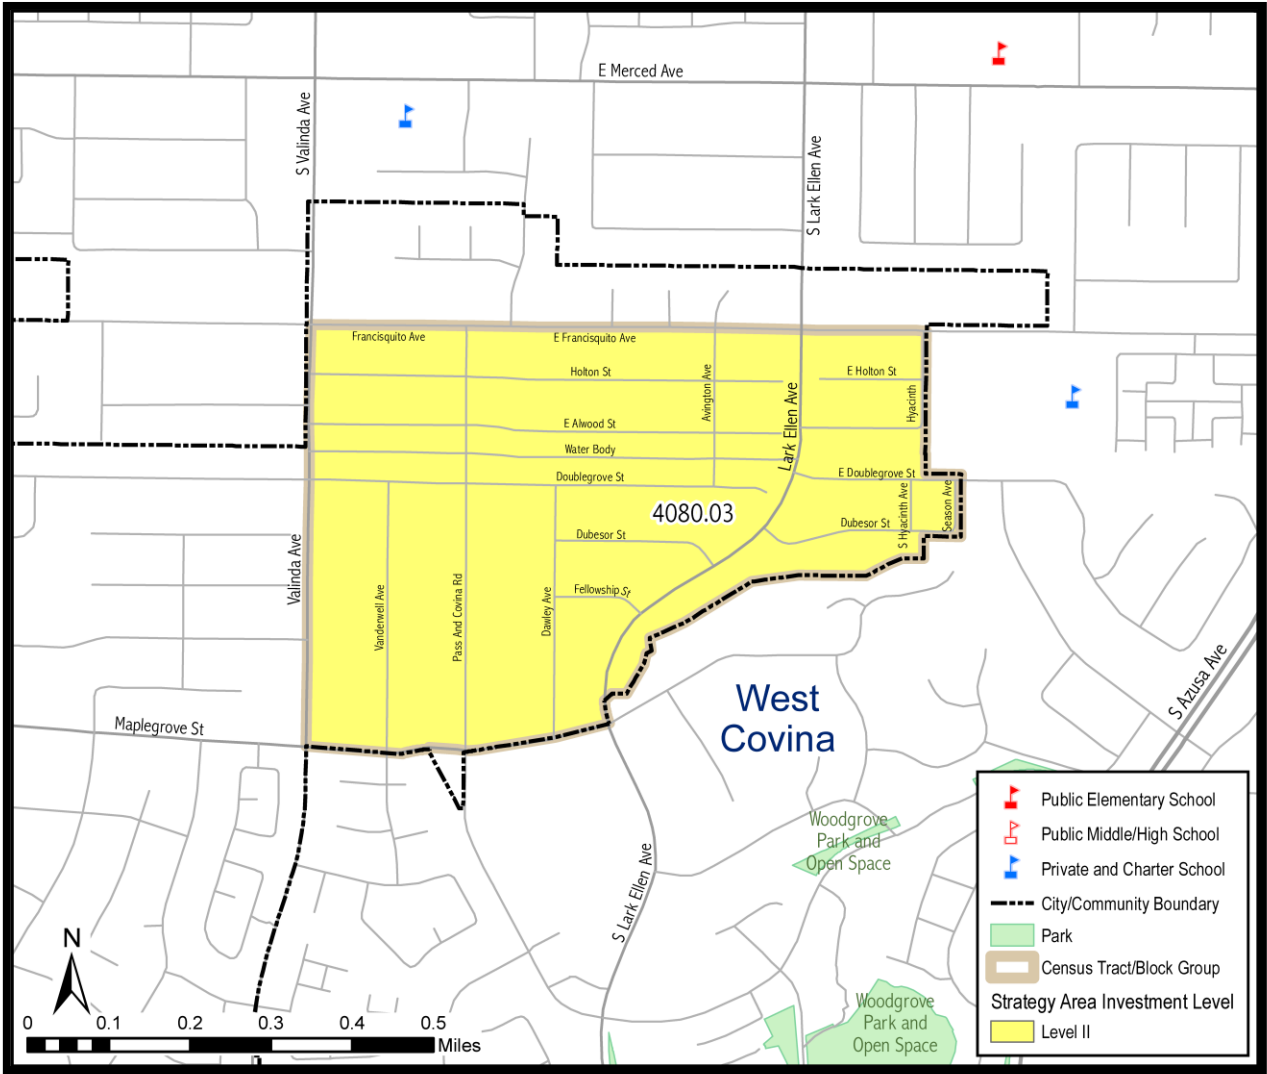 E Merced Ave
S Valinda Ave
S Lark Ellen Ave
Francisquito Ave
E Francisquito Ave
Holton St
E Holton St
Avington Ave
Hyacinth
Lark Ellen Ave
E Alwood St
Water Body
Doublegrove St
E Doublegrove St
4080.03
S Hyacinth Ave
Season Ave
Dubesor St
Dubesor St
Valinda Ave
Vanderwell Ave
Pass And Covina Rd
Dawley Ave
Fellowship St
Maplegrove St
West
Covina
S Azusa Ave
S Lark Ellen Ave
Woodgrove
Park and
Open Space
Woodgrove
Park and
Open Space
N
0 0.1 0.2 0.3 0.4 0.5
Miles
Public Elementary School
Public Middle/High School
Private and Charter School
City/Community Boundary
Park
Census Tract/Block Group
Strategy Area Investment Level
Level II